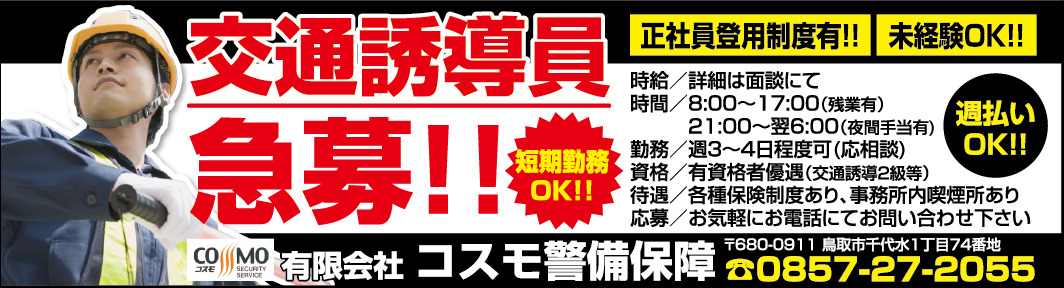 交通誘導員
急募!!
短期勤務
OK!!
正社員登用制度有!!
未経験OK!!
時給／詳細は面談にて
時間／8:00〜17:00(残業有)
21:00〜翌6:00(夜間手当有)
勤務／週3〜4日程度可(応相談)
資格／有資格者優遇(交通誘導2級等)
待遇／各種保険制度あり、事務所内喫煙所あり
応募／お気軽にお電話にてお問い合わせ下さい
週払い
OK!!
COSMO
コスモ SECURITY
SERVICE
有限会社 コスモ警備保障
〒680-0911 鳥取市千代水1丁目74番地
☎0857-27-2055